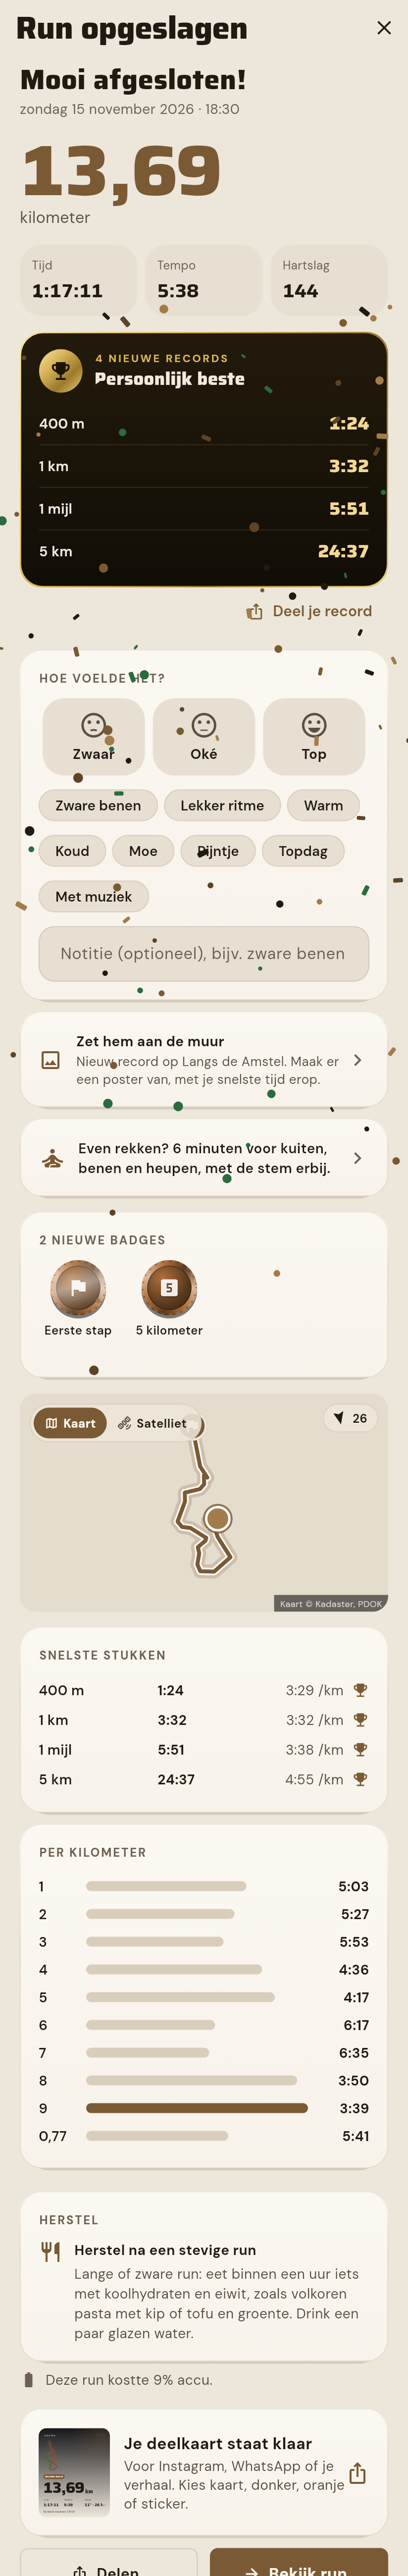 Run opgeslagen
Mooi afgesloten!
zondag 15 november 2026 · 18:30
13,69
kilometer
Tijd
1:17:11
Tempo
5:38
Hartslag
144
4 NIEUWE RECORDS
Persoonlijk beste
400 m 1:24
1 km 3:32
1 mijl 5:51
5 km 24:37
Deel je record
HOE VOELDE HET?
Zwaar Oké Top
Zware benen Lekker ritme Warm
Koud Moe Pijntje Topdag
Met muziek
Notitie (optioneel), bijv. zware benen
Zet hem aan de muur
Nieuw record op Langs de Amstel. Maak er
een poster van, met je snelste tijd erop.
Even rekken? 6 minuten voor kuiten,
benen en heupen, met de stem erbij.
2 NIEUWE BADGES
5
Eerste stap 5 kilometer
Kaart Satelliet 26
Kaart © Kadaster, PDOK
SNELSTE STUKKEN
400 m 1:24 3:29 /km
1 km 3:32 3:32 /km
1 mijl 5:51 3:38 /km
5 km 24:37 4:55 /km
PER KILOMETER
1 5:03
2 5:27
3 5:53
4 4:36
5 4:17
6 6:17
7 6:35
8 3:50
9 3:39
0,77 5:41
HERSTEL
Herstel na een stevige run
Lange of zware run: eet binnen een uur iets
met koolhydraten en eiwit, zoals volkoren
pasta met kip of tofu en groente. Drink een
paar glazen water.
Deze run kostte 9% accu.
Je deelkaart staat klaar
Voor Instagram, WhatsApp of je
verhaal. Kies kaart, donker, oranje
of sticker.
13,69 km
Delen Bekijk run